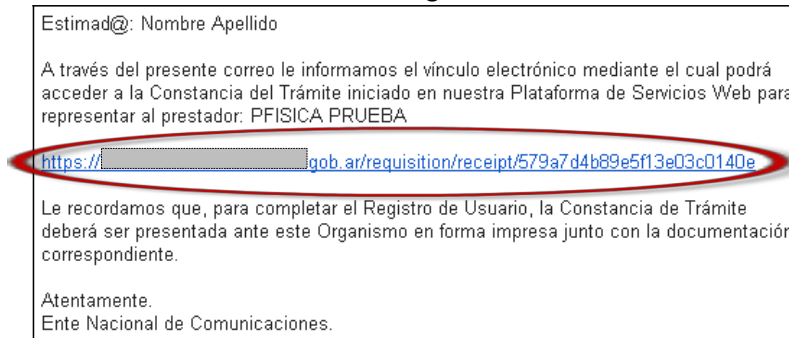 Estimad@: Nombre Apellido
A través del presente correo le informamos el vínculo electrónico mediante el cual podrá
acceder a la Constancia del Trámite iniciado en nuestra Plataforma de Servicios Web para
representar al prestador: PFISICA PRUEBA
https:// gob.ar/requisition/receipt/579a7d4b89e5f13e03c0140e
Le recordamos que, para completar el Registro de Usuario, la Constancia de Trámite
deberá ser presentada ante este Organismo en forma impresa junto con la documentación
correspondiente.
Atentamente.
Ente Nacional de Comunicaciones.